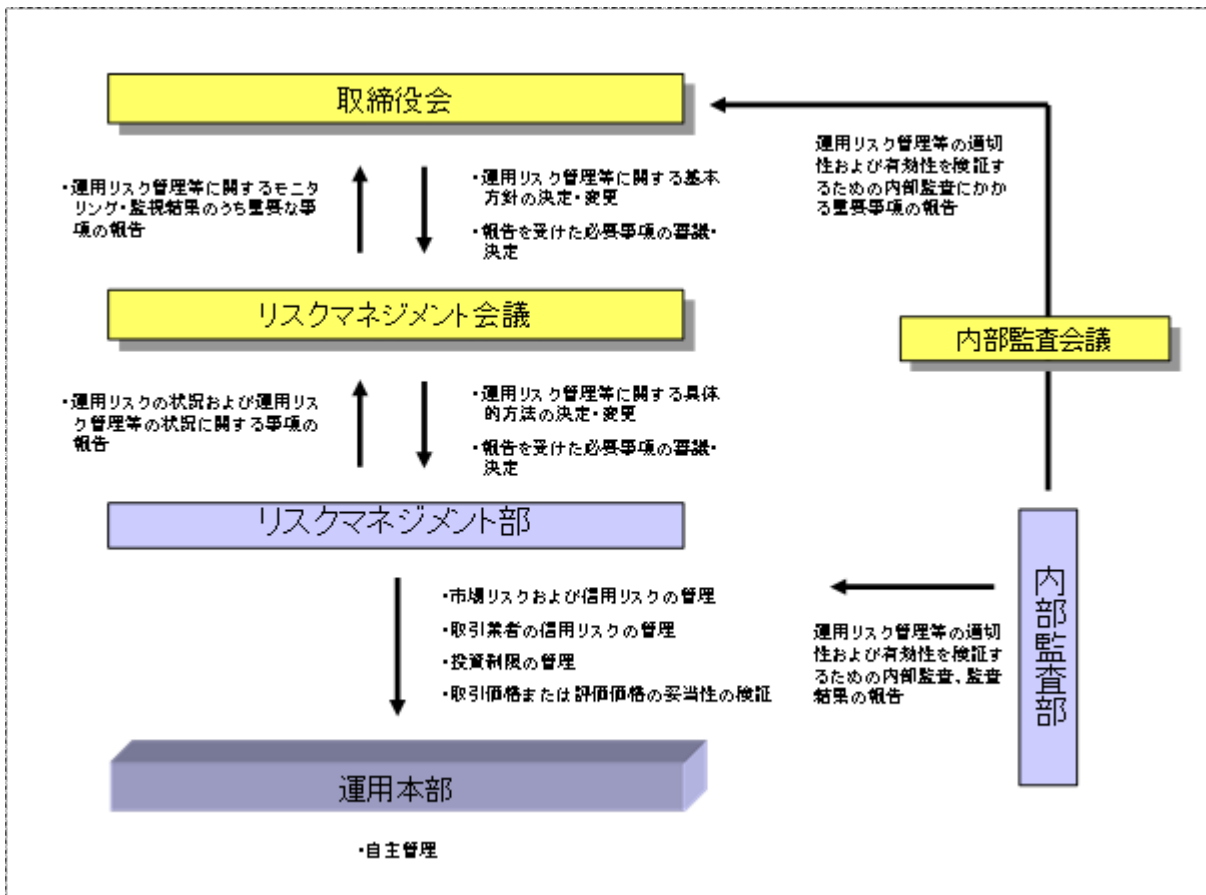 取締役会
・運用リスク管理等に関するモニタ
リング・監視結果のうち重要な事
項の報告
・運用リスク管理等に関する基本
方針の決定・変更
・報告を受けた必要事項の審議・
決定
運用リスク管理等の適切
性および有効性を検証す
るための内部監査にかか
る重要事項の報告
リスクマネジメント会議
内部監査会議
・運用リスクの状況および運用リス
ク管理等の状況に関する事項の
報告
・運用リスク管理等に関する具体
的方法の決定・変更
・報告を受けた必要事項の審議・
決定
リスクマネジメント部
・市場リスクおよび信用リスクの管理
・取引業者の信用リスクの管理
・投資制限の管理
・取引価格または評価価格の妥当性の検証
運用リスク管理等の適切
性および有効性を検証す
るための内部監査、監査
結果の報告
内部監査部
運用本部
・自主管理